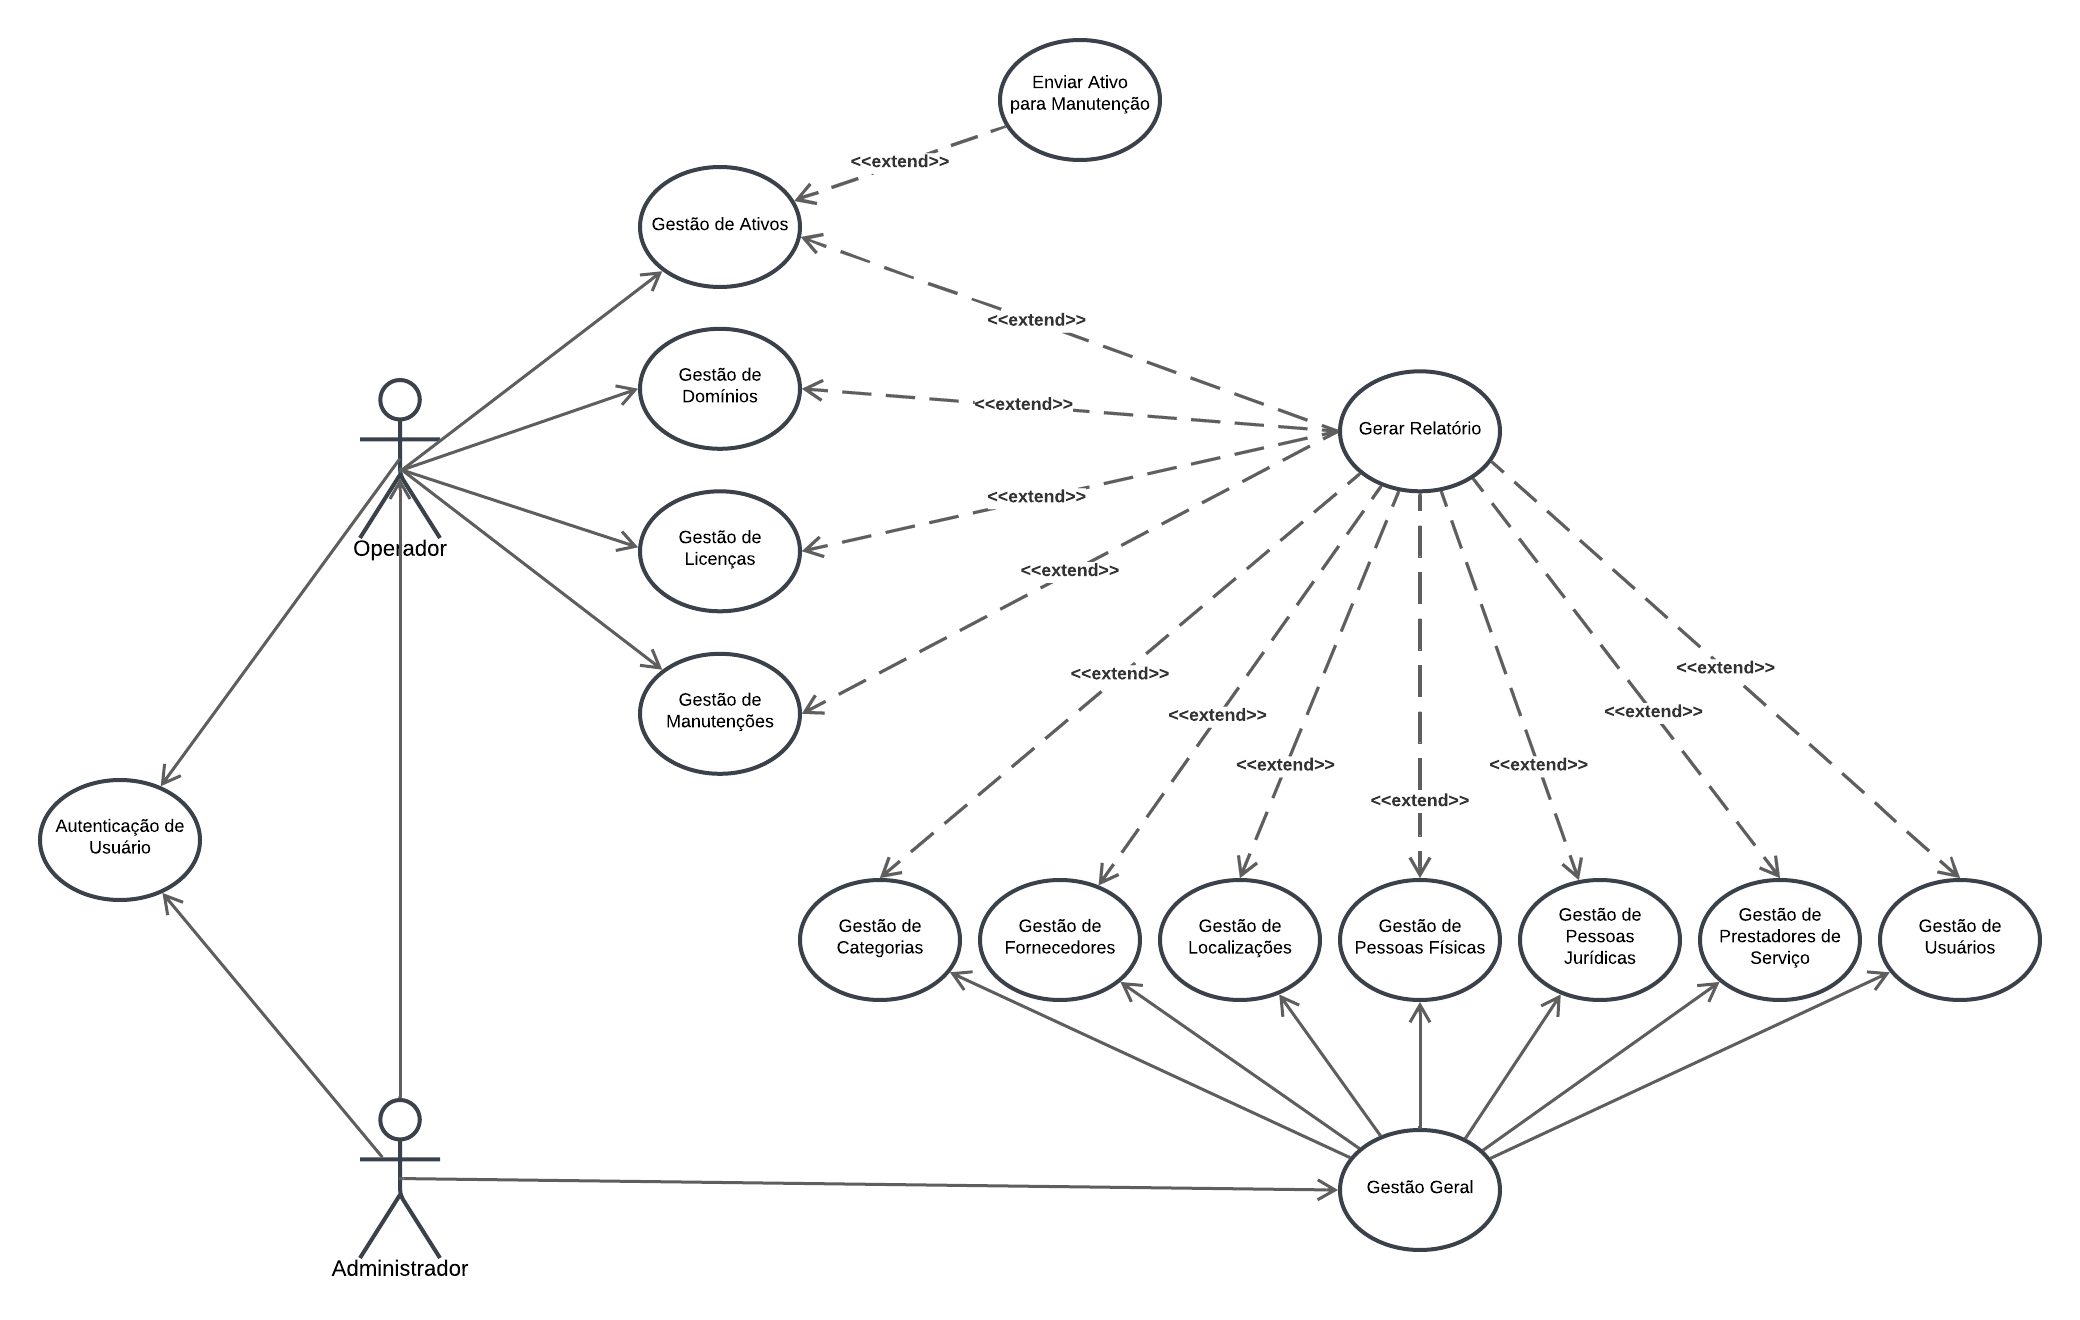 Enviar Ativo
para Manutenção
<<extend>>
Gestão de Ativos
<<extend>>
Gestão de
Domínios
<<extend>>
Gerar Relatório
<<extend>>
Gestão de
Licenças
Operador
<<extend>>
Gestão de
Manutenções
<<extend>>
<<extend>>
<<extend>>
<<extend>>
<<extend>>
<<extend>>
<<extend>>
Autenticação de
Usuário
Gestão de
Categorias
Gestão de
Fornecedores
Gestão de
Localizações
Gestão de
Pessoas Físicas
Gestão de
Pessoas
Jurídicas
Gestão de
Prestadores de
Serviço
Gestão de
Usuários
Gestão Geral
Administrador